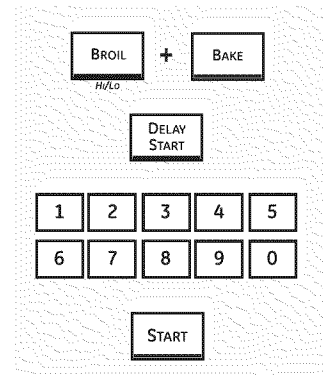 BROIL + BAKE
HI/LO
DELAY
START
1 2 3 4 5
6 7 8 9 0
START